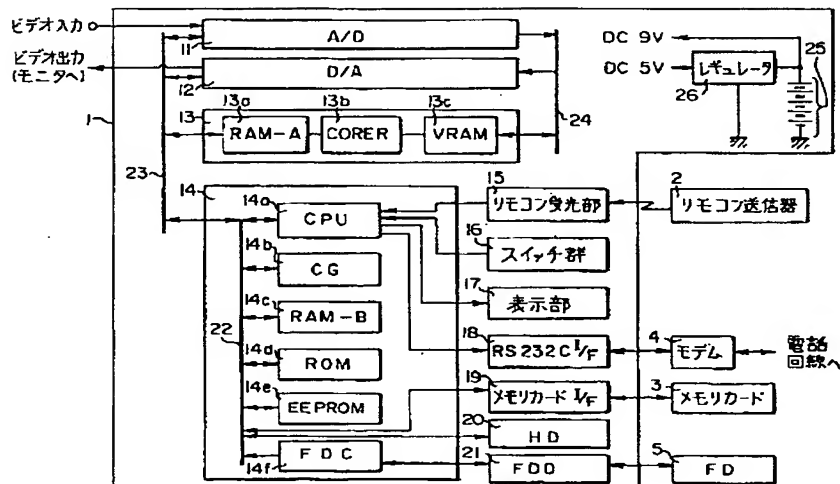 ビデオ入力
ビデオ出力
(モニタへ)
1
11
A/D
12
D/A
13
13a
RAM-A
13b
CORER
13c
VRAM
23
24
DC 9V
DC 5V
レギュレータ
26
25
14
14a
CPU
14b
CG
14c
RAM-B
22
14d
ROM
14e
EEPROM
14f
FDC
15
リモコン受光部
2
リモコン送信器
16
スイッチ群
17
表示部
18
RS232C I/F
4
モデム
電話
回線へ
19
メモリカード I/F
3
メモリカード
20
HD
21
FDD
5
FD